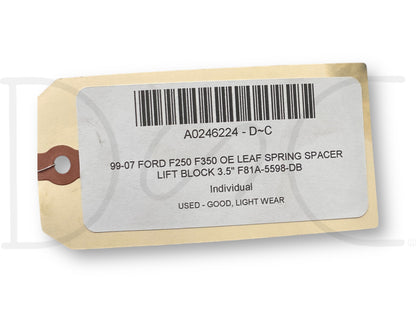 A0246224 - D~C
99-07 FORD F250 F350 OE LEAF SPRING SPACER
LIFT BLOCK 3.5" F81A-5598-DB
Individual
USED - GOOD, LIGHT WEAR